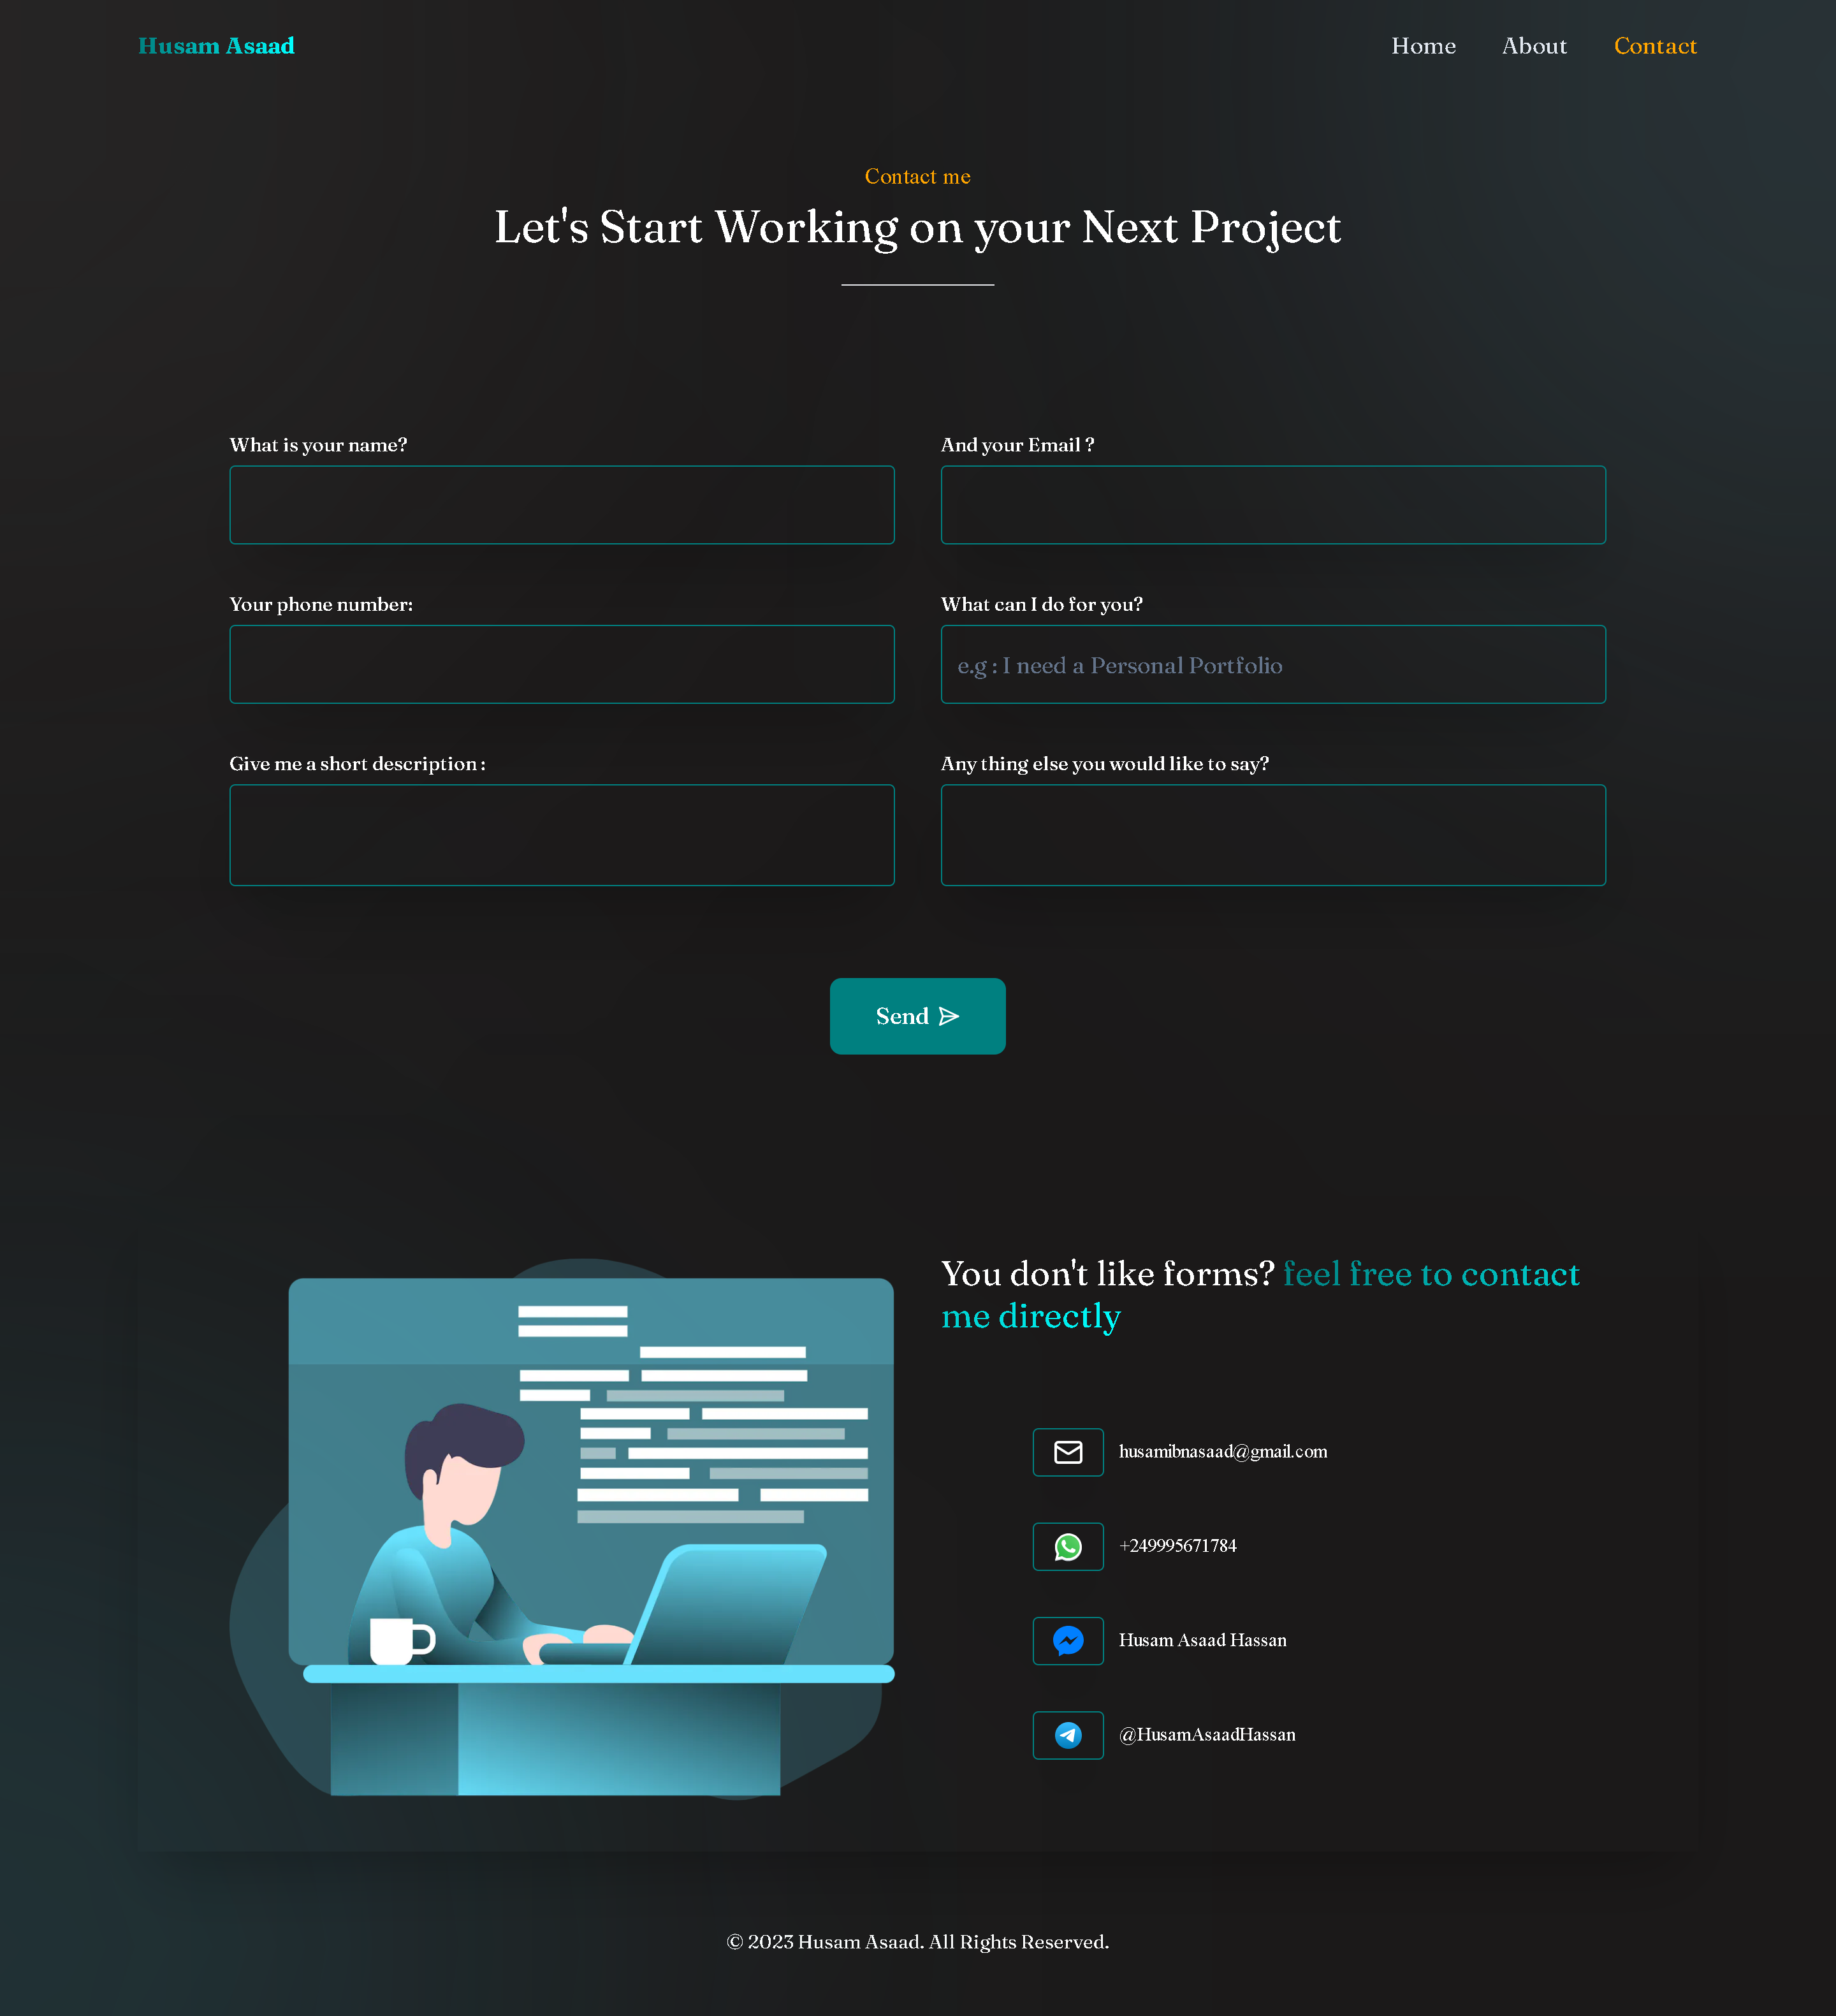 Husam Asaad
Home About Contact
Contact me
Let's Start Working on your Next Project
What is your name?
And your Email ?
Your phone number:
What can I do for you?
e.g : I need a Personal Portfolio
Give me a short description :
Any thing else you would like to say?
Send
You don't like forms? feel free to contact
me directly
husamibnasaad@gmail.com
+249995671784
Husam Asaad Hassan
@HusamAsaadHassan
© 2023 Husam Asaad. All Rights Reserved.